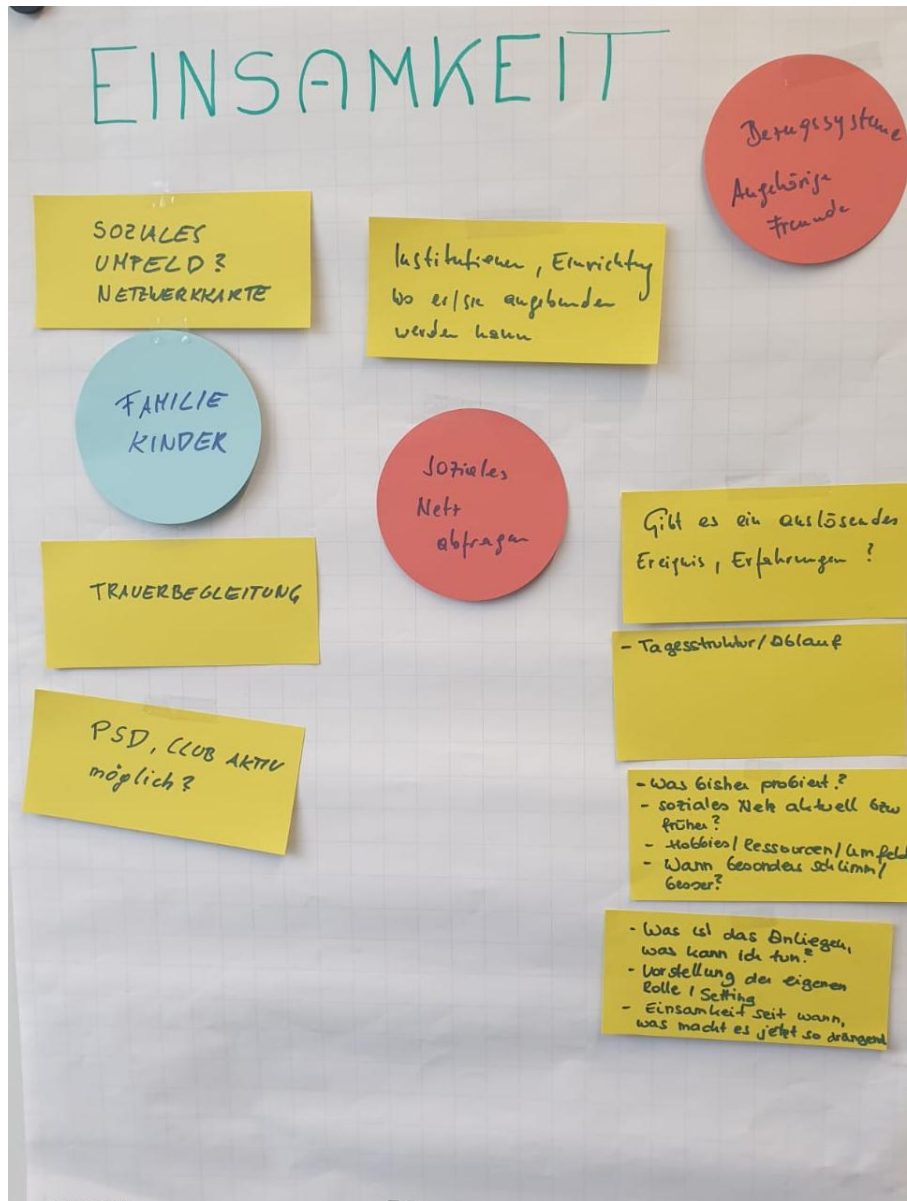 EINSAMKEIT
SOZIALES
UMFELD?
NETZWERKKARTE
FAMILIE
KINDER
TRAUERBEGLEITUNG
PSD, CLUB AKTIV
möglich?
Institutionen, Einrichtung
wo er/sie angebunden
werden kann
Soziales
Netz
abfragen
Bezugssysteme
Angehörige
Freunde
Gibt es ein auslösendes
Ereignis, Erfahrungen?
- Tagesstruktur/Ablauf
- Was bisher probiert?
- soziales Netz aktuell bzw
früher?
- Hobbies/Ressourcen/Umfeld
- Wann besonders schlimm/
besser?
- Was ist das Anliegen,
was kann ich tun?
- Vorstellung der eigenen
Rolle / Setting
- Einsamkeit seit wann,
was macht es jetzt so drängend